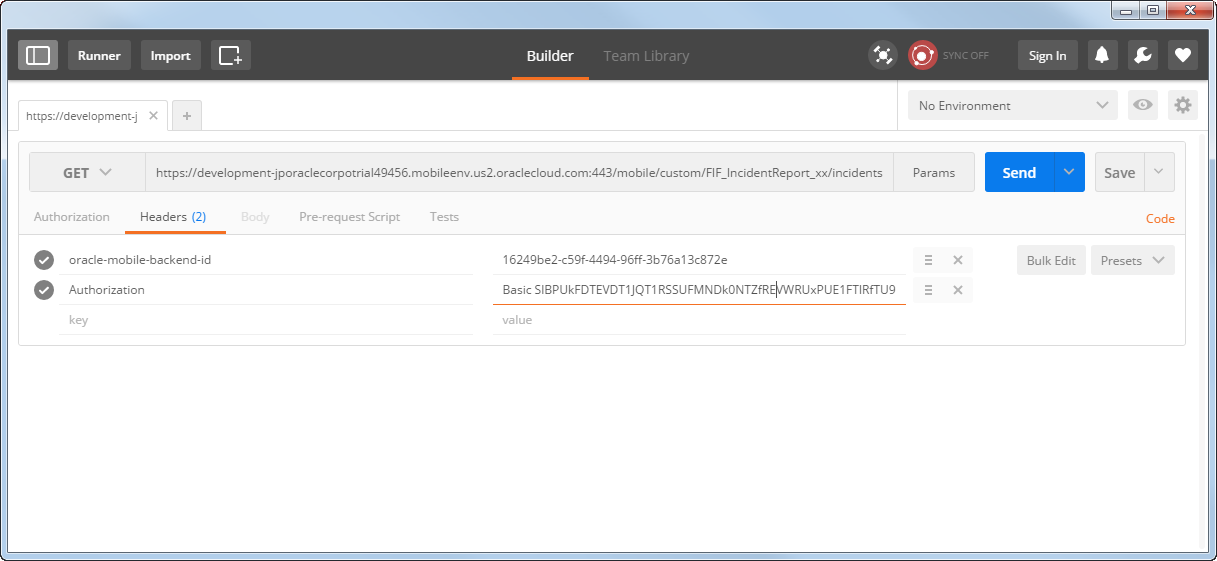 Runner Import Builder Team Library SYNC OFF Sign In
https://development-j No Environment
GET https://development-jporaclecorpotrial49456.mobileenv.us2.oraclecloud.com:443/mobile/custom/FIF_IncidentReport_xx/incidents Params Send Save
Authorization Headers (2) Body Pre-request Script Tests Code
oracle-mobile-backend-id 16249be2-c59f-4494-96ff-3b76a13c872e Bulk Edit Presets
Authorization Basic SlBPUkFDTEVDT1JQT1RSSUFMNDk0NTZfREVWRUxPUE1FTlRfTU9
key value